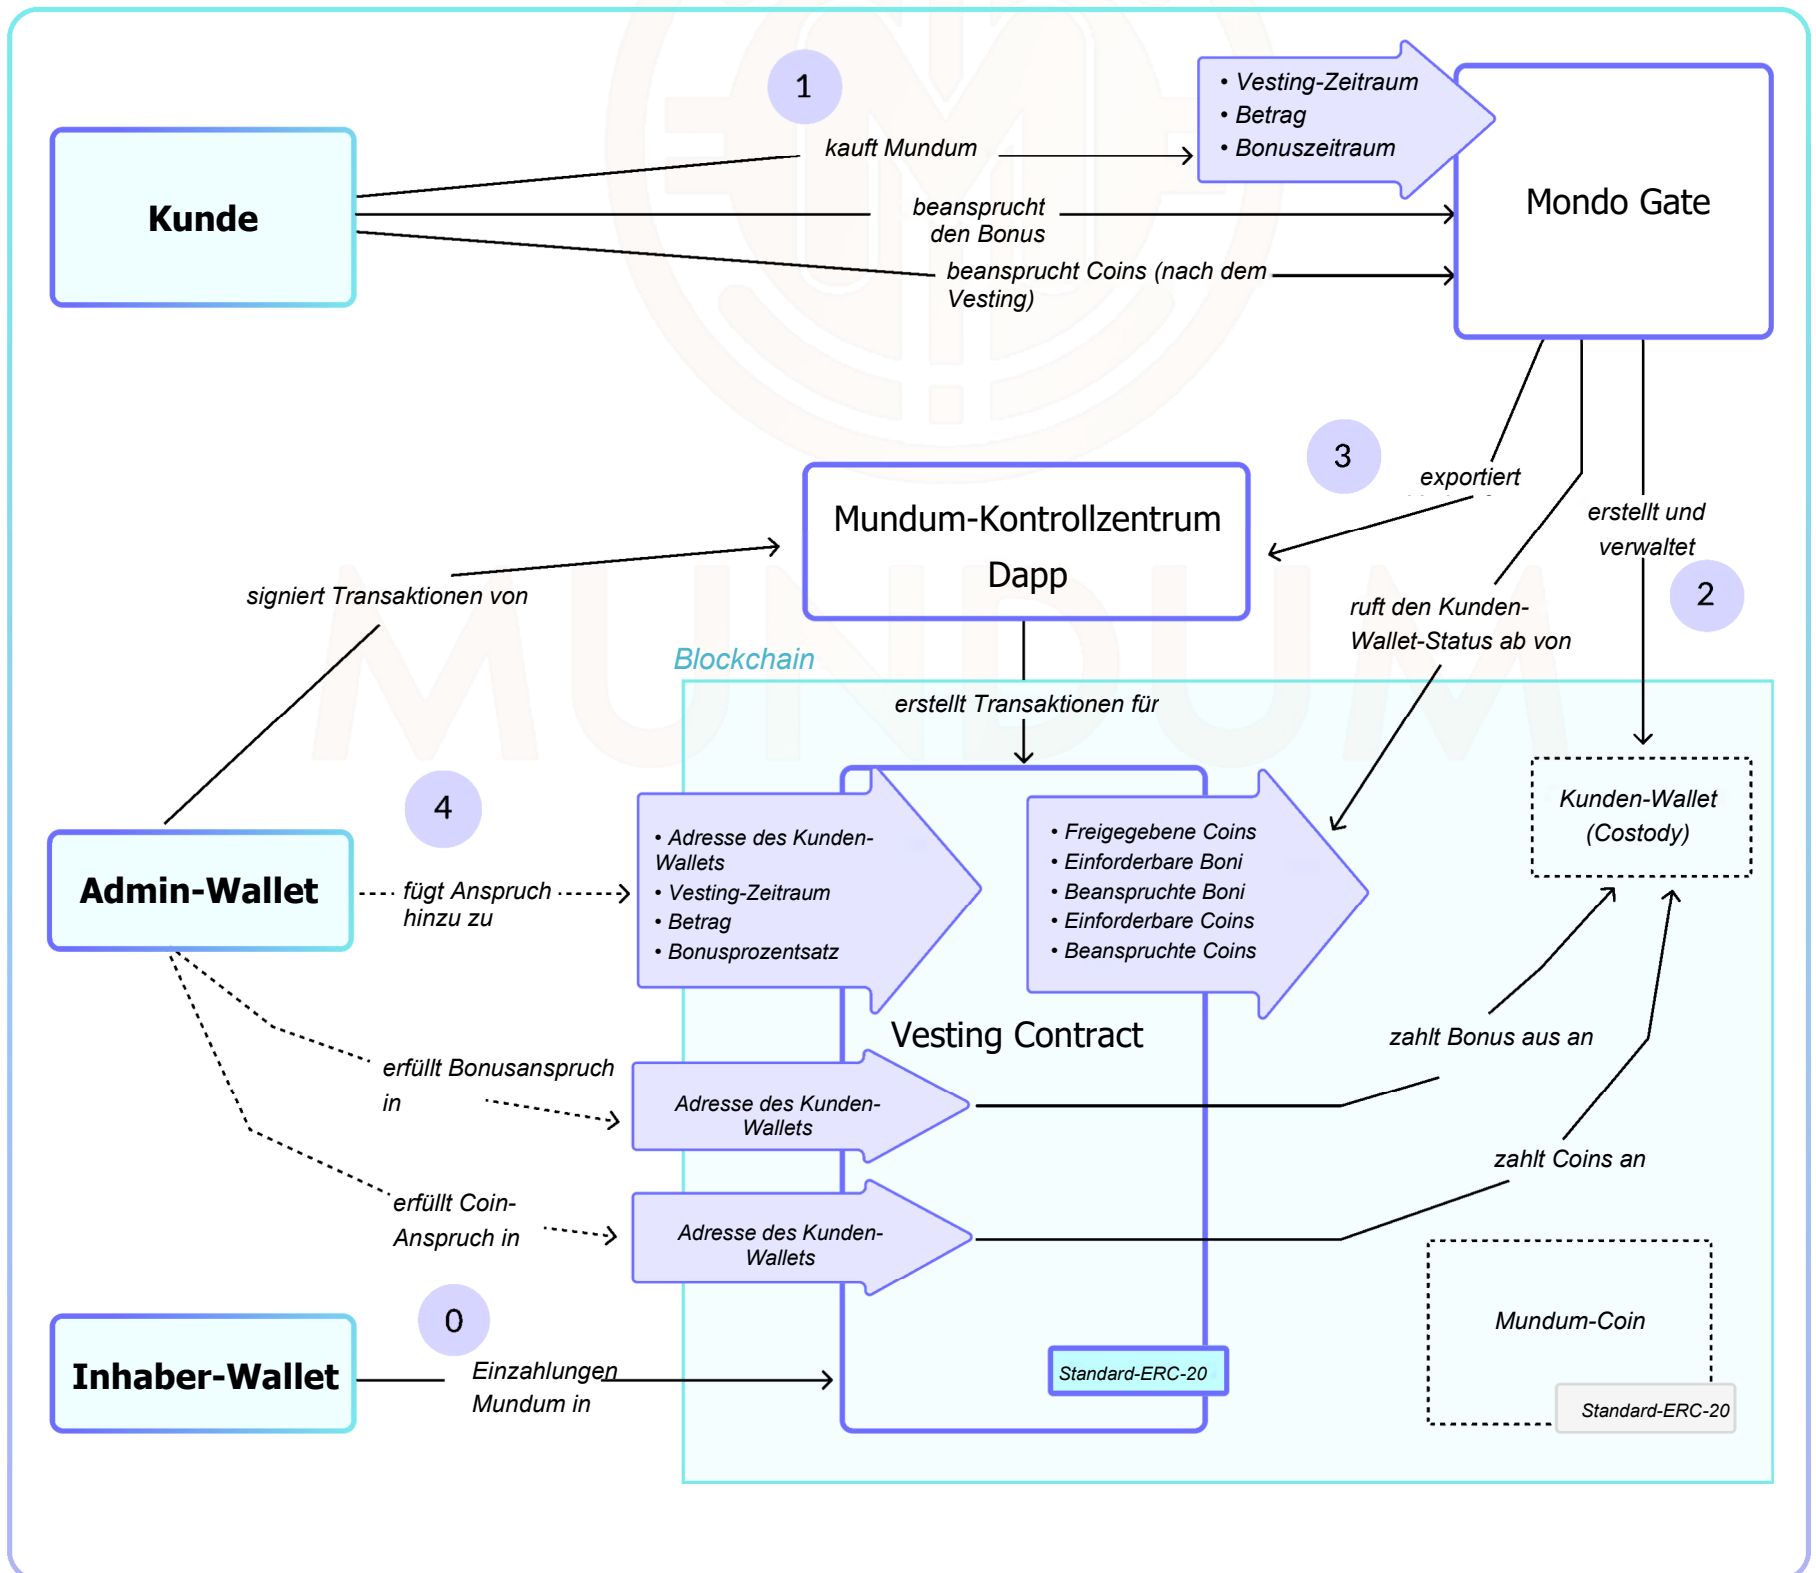 1
• Vesting-Zeitraum
• Betrag
• Bonuszeitraum
kauft Mundum
Kunde
Mondo Gate
beansprucht
den Bonus
beansprucht Coins (nach dem
Vesting)
3
exportiert
erstellt und
verwaltet
2
Mundum-Kontrollzentrum
Dapp
signiert Transaktionen von
ruft den Kunden-
Wallet-Status ab von
MUNDUM
Blockchain
erstellt Transaktionen für
4
Kunden-Wallet
(Custody)
Admin-Wallet
fügt Anspruch
hinzu zu
• Adresse des Kunden-
Wallets
• Vesting-Zeitraum
• Betrag
• Bonusprozentsatz
• Freigegebene Coins
• Einforderbare Boni
• Beanspruchte Boni
• Einforderbare Coins
• Beanspruchte Coins
Vesting Contract
zahlt Bonus aus an
erfüllt Bonusanspruch
in
Adresse des Kunden-
Wallets
zahlt Coins an
erfüllt Coin-
Anspruch in
Adresse des Kunden-
Wallets
0
Inhaber-Wallet
Einzahlungen
Mundum in
Standard-ERC-20
Mundum-Coin
Standard-ERC-20